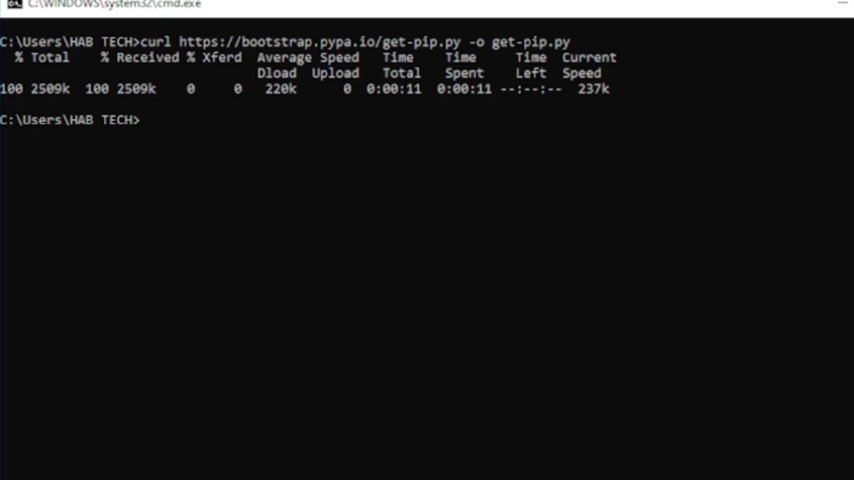 C:\WINDOWS\system32\cmd.exe
C:\Users\HAB TECH>curl https://bootstrap.pypa.io/get-pip.py -o get-pip.py
% Total % Received % Xferd Average Speed Time Time Time Current
Dload Upload Total Spent Left Speed
100 2509k 100 2509k 0 0 220k 0 0:00:11 0:00:11 --:--:-- 237k
C:\Users\HAB TECH>